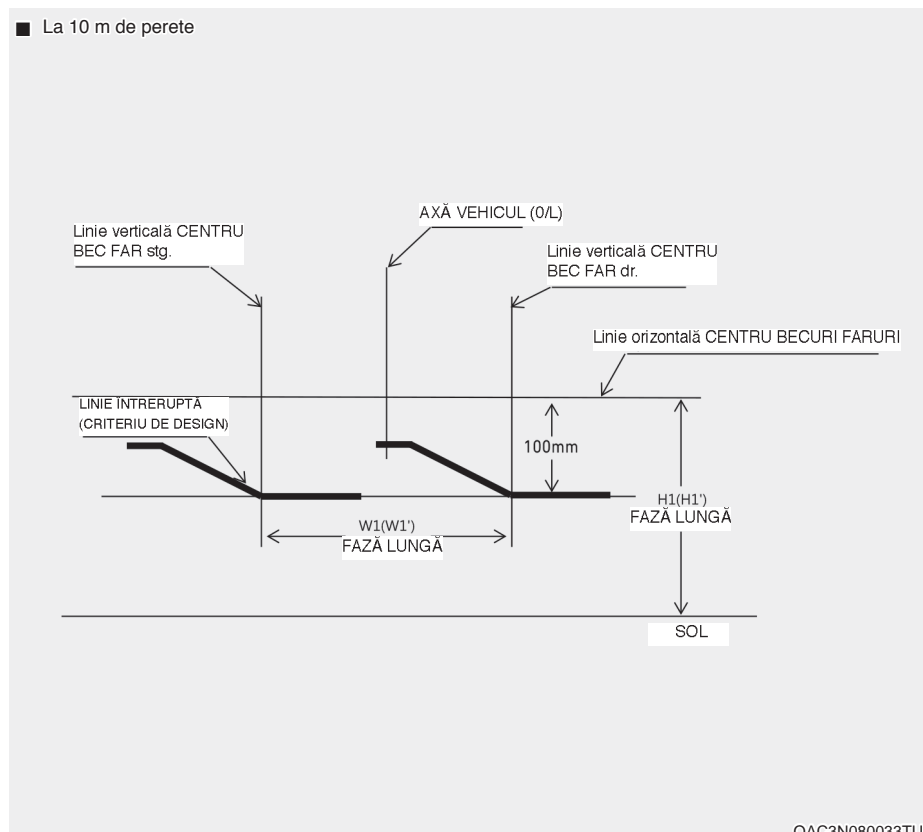 ■ La 10 m de perete
AXĂ VEHICUL (0/L)
Linie verticală CENTRU
BEC FAR stg.
Linie verticală CENTRU
BEC FAR dr.
Linie orizontală CENTRU BECURI FARURI
LINIE ÎNTRERUPTĂ
(CRITERIU DE DESIGN)
100mm
H1(H1')
FAZĂ LUNGĂ
W1(W1')
FAZĂ LUNGĂ
SOL
OAC3N080033TU